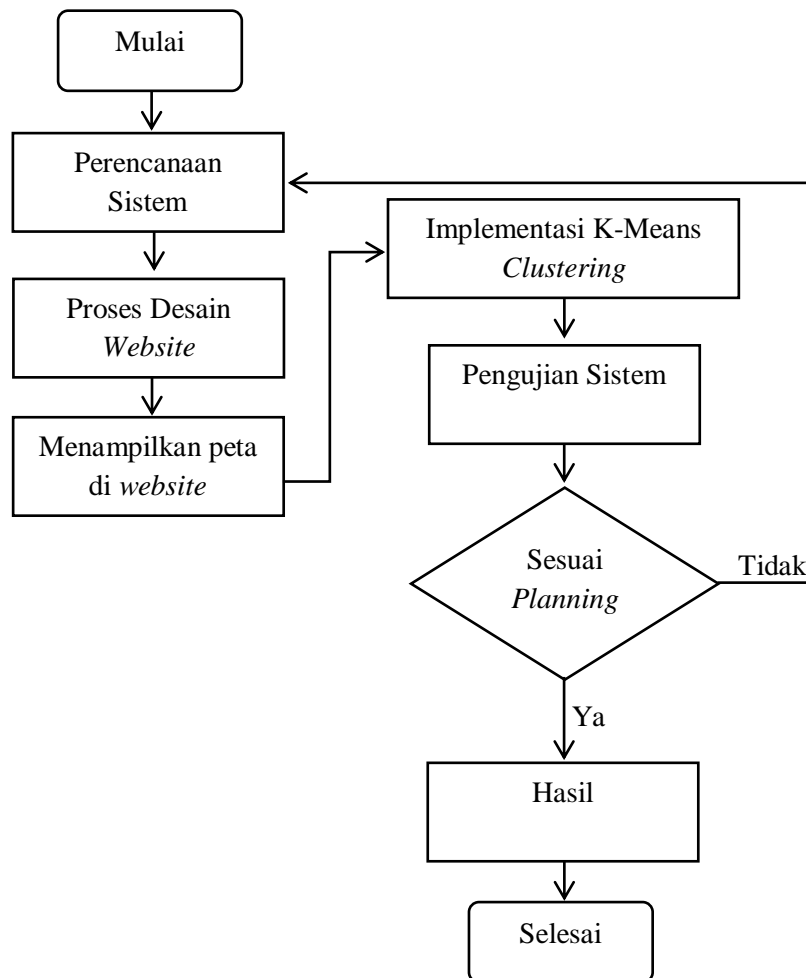 Mulai
Perencanaan
Sistem
Proses Desain
Website
Menampilkan peta
di website
Implementasi K-Means
Clustering
Pengujian Sistem
Sesuai
Planning
Tidak
Ya
Hasil
Selesai